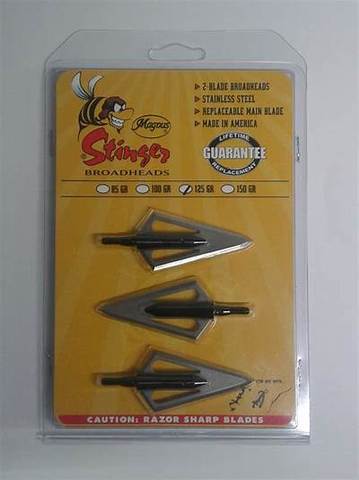 Magnus
Stinger
BROADHEADS
▸ 2-BLADE BROADHEADS
▸ STAINLESS STEEL
▸ REPLACEABLE MAIN BLADE
▸ MADE IN AMERICA
LIFETIME
GUARANTEE
REPLACEMENT
85 GR 100 GR 125 GR 150 GR
CAUTION: RAZOR SHARP BLADES